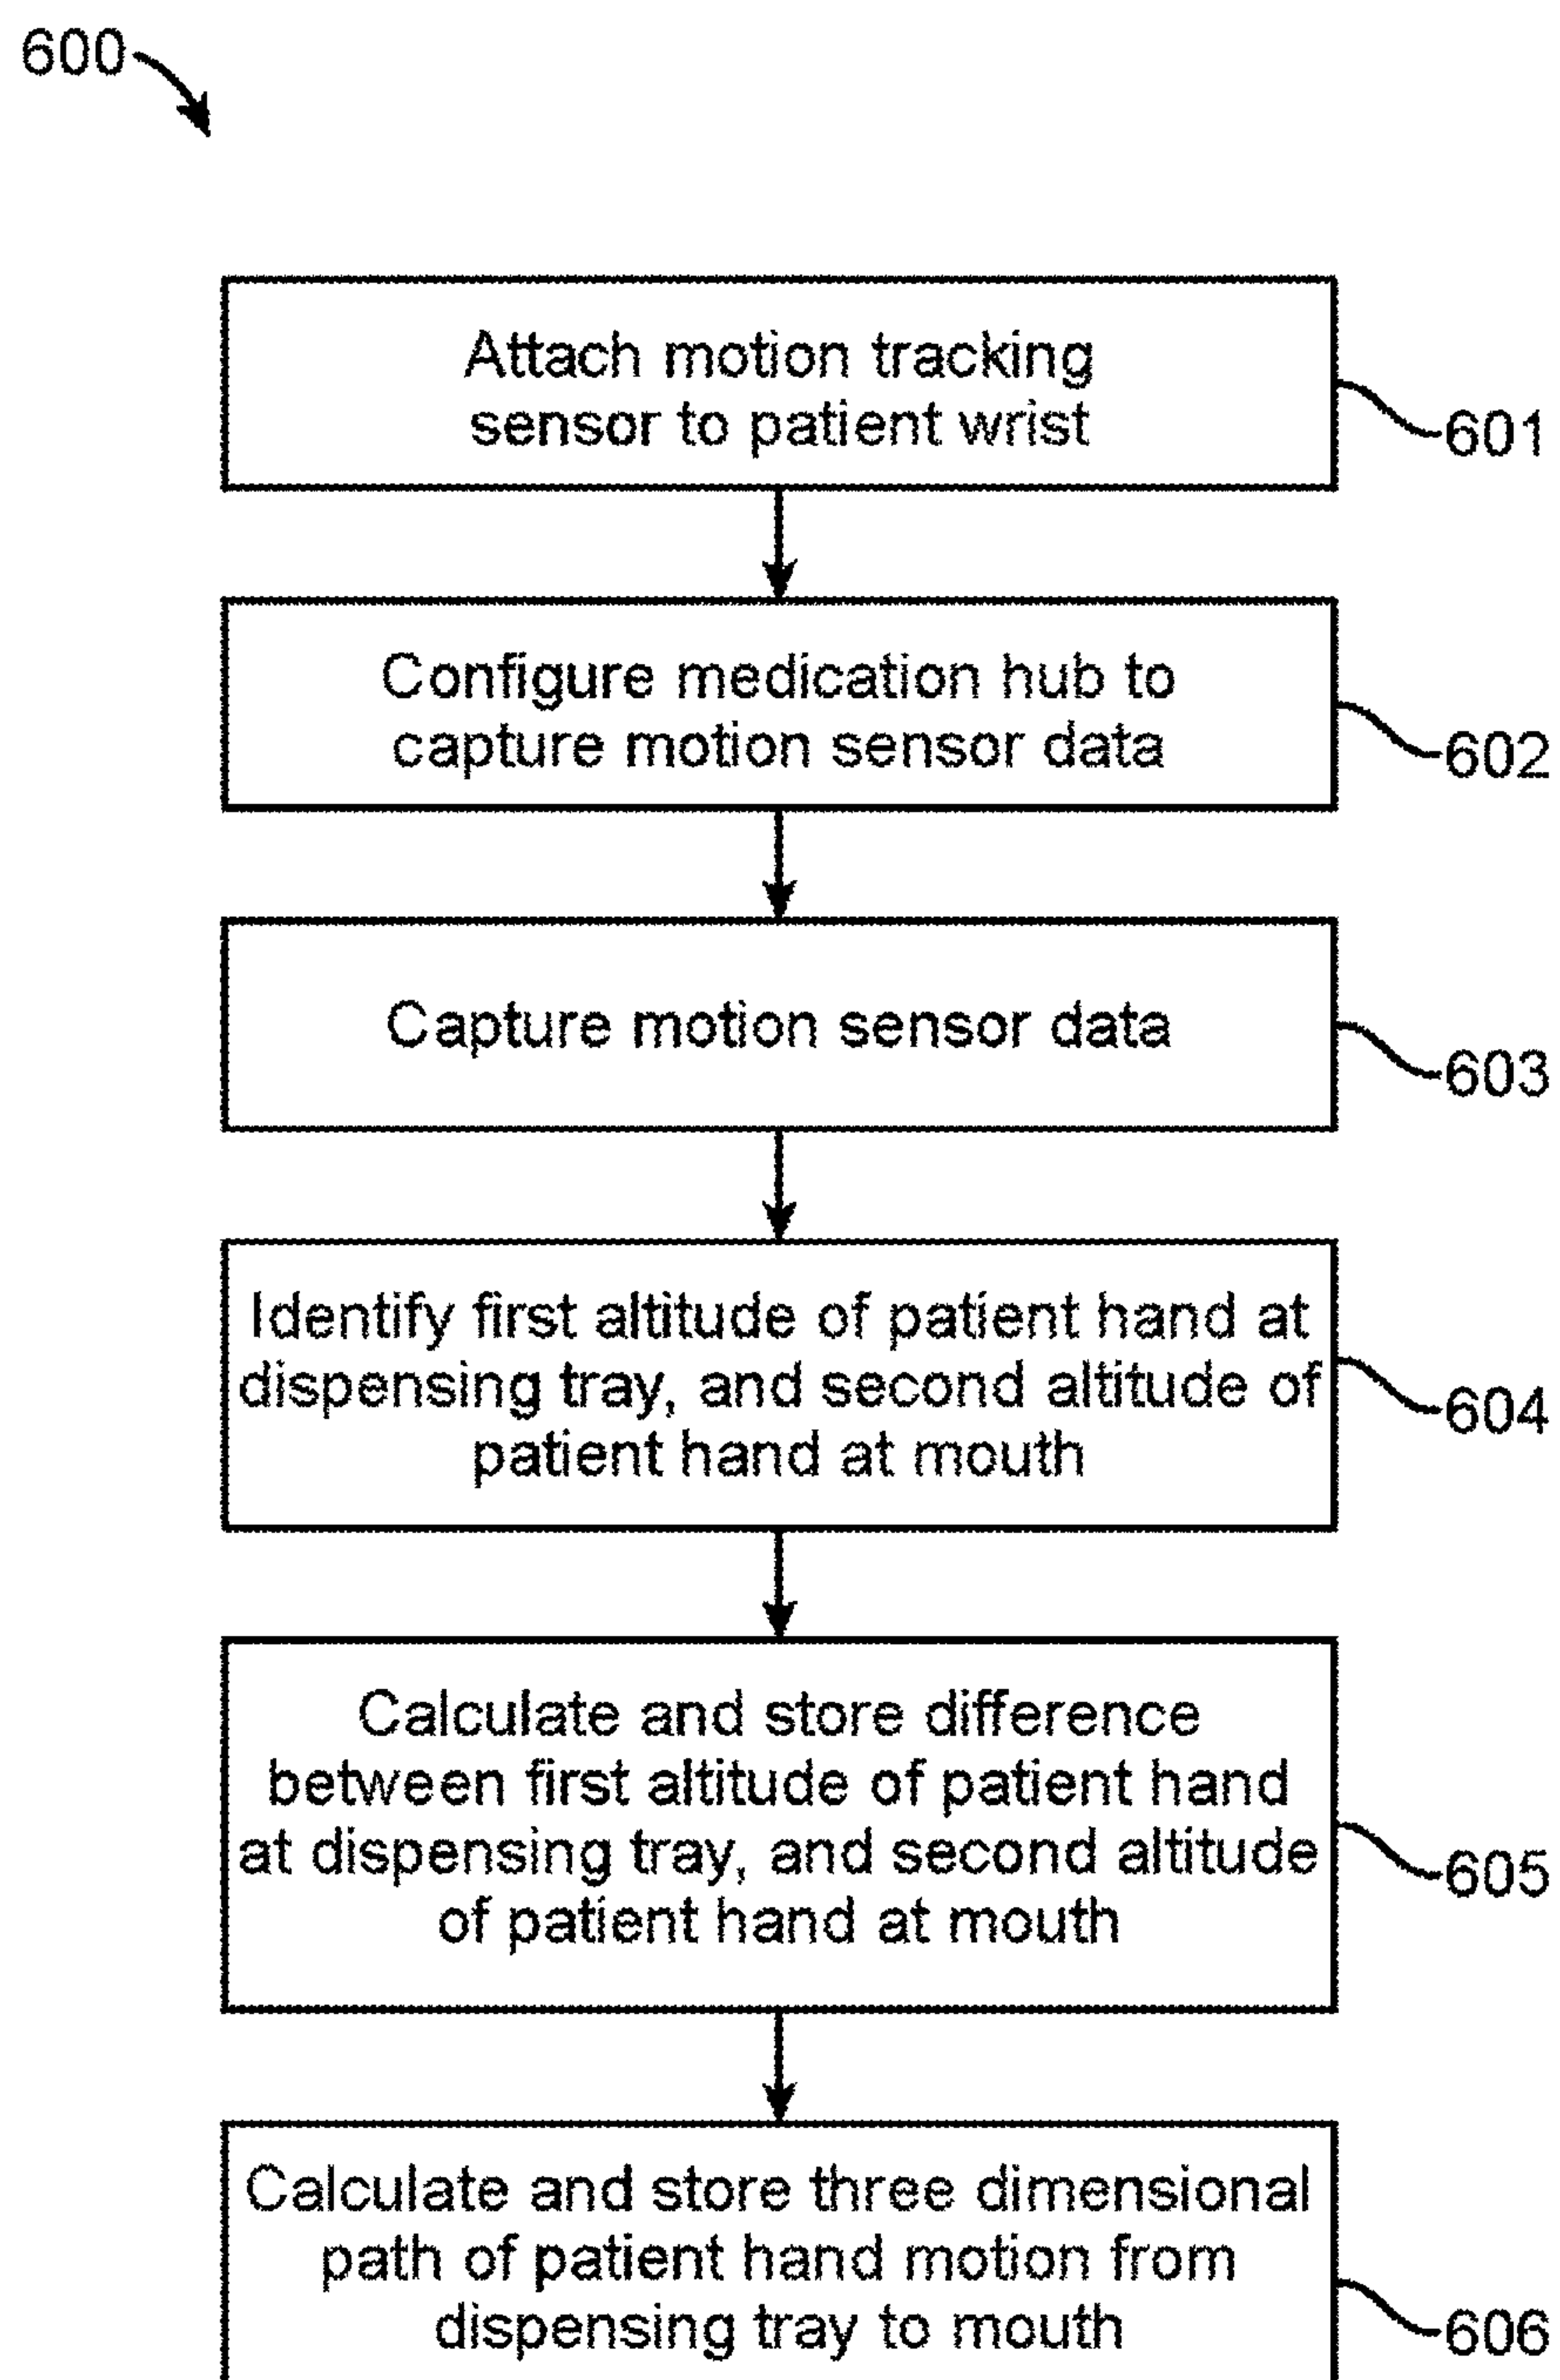 600
Attach motion tracking
sensor to patient wrist
601
Configure medication hub to
capture motion sensor data
602
Capture motion sensor data
603
Identify first altitude of patient hand at
dispensing tray, and second altitude of
patient hand at mouth
604
Calculate and store difference
between first altitude of patient hand
at dispensing tray, and second altitude
of patient hand at mouth
605
Calculate and store three dimensional
path of patient hand motion from
dispensing tray to mouth
606